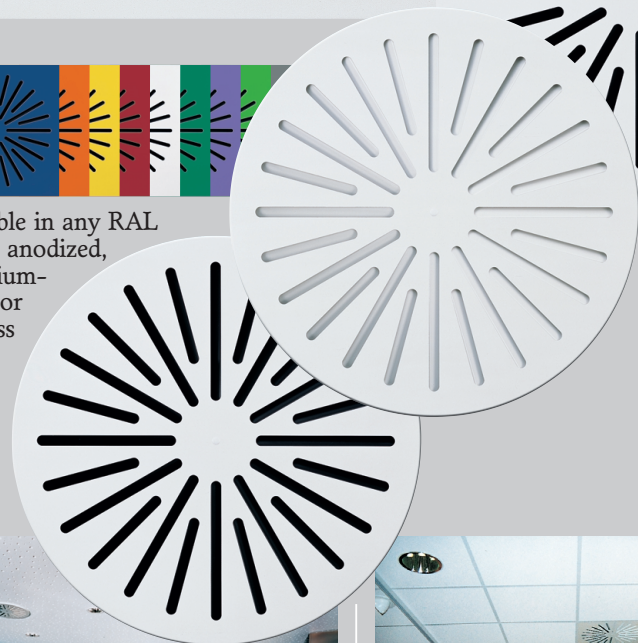 ble in any RAL
anodized,
ium-
or
ss